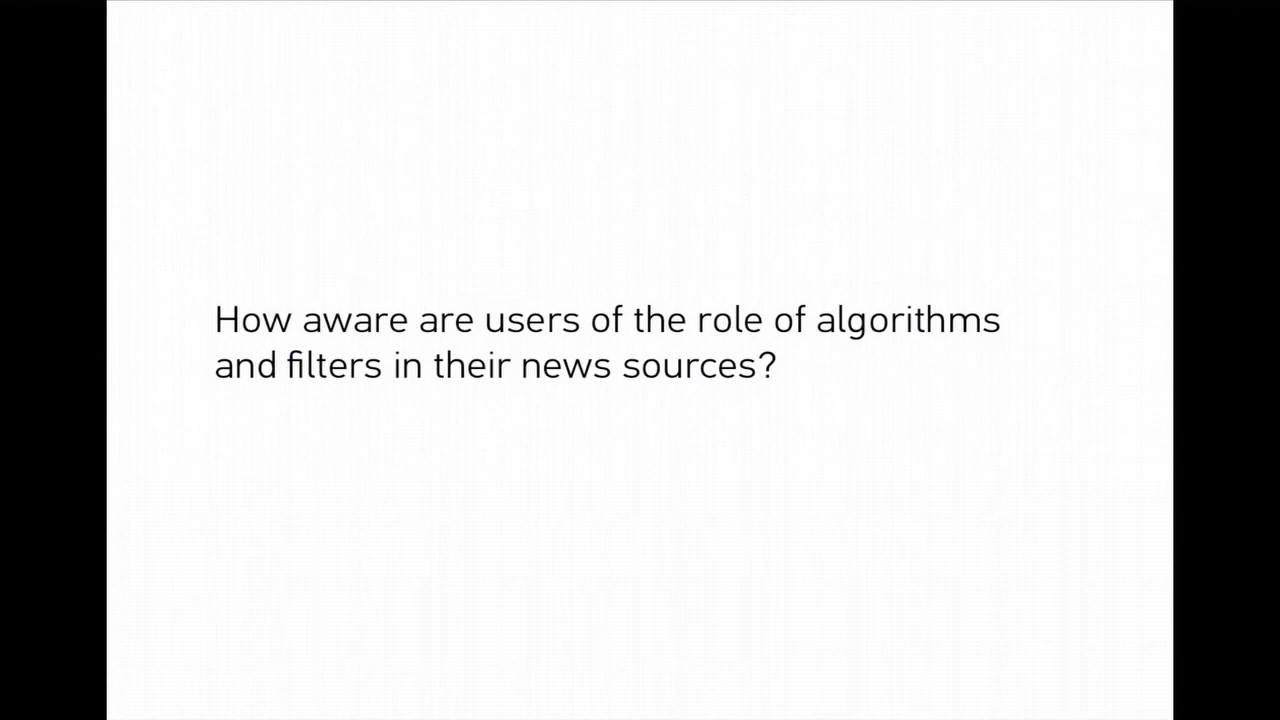 How aware are users of the role of algorithms
and filters in their news sources?